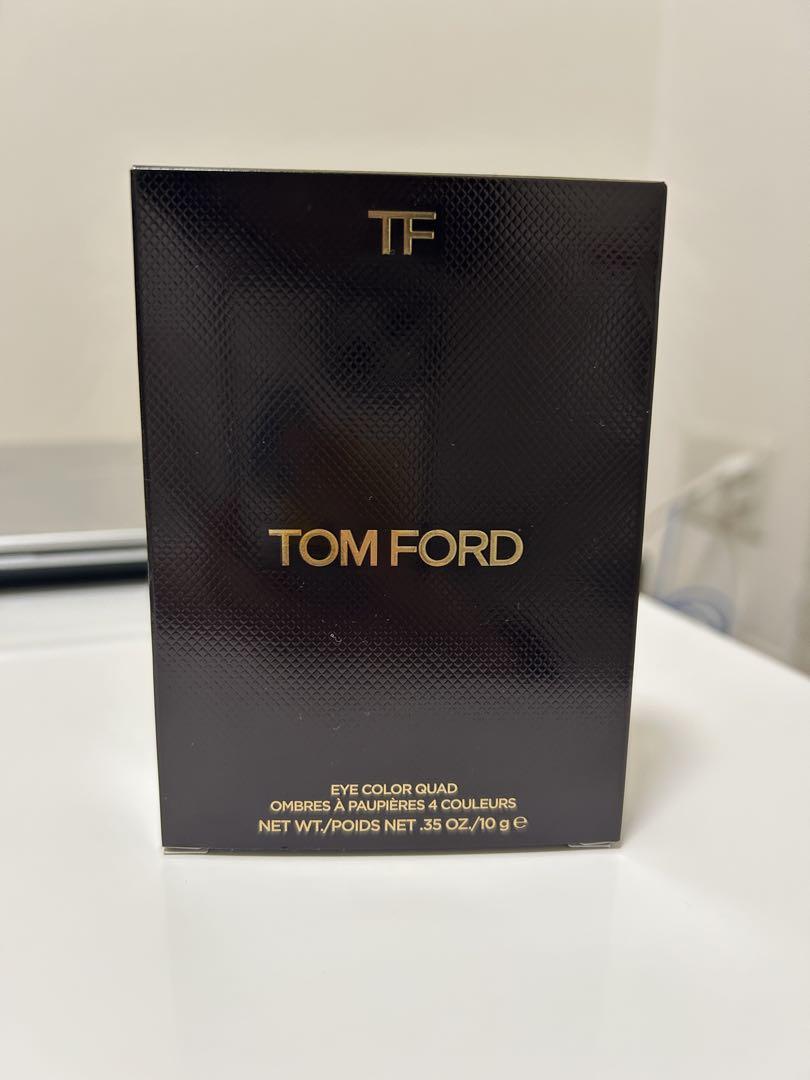 TF
TOM FORD
EYE COLOR QUAD
OMBRES À PAUPIÈRES 4 COULEURS
NET WT./POIDS NET .35 OZ./10 g ℮